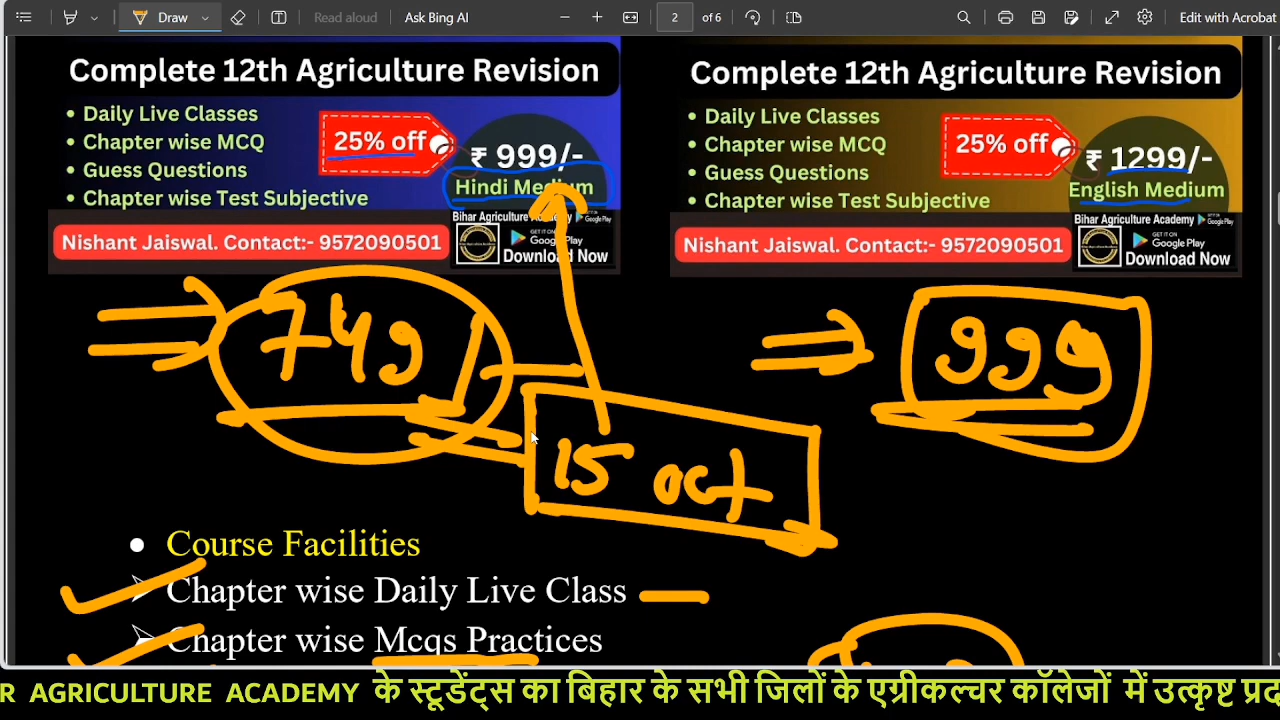 Draw
Read aloud
Ask Bing AI
2 of 6
Edit with Acrobat
Complete 12th Agriculture Revision
• Daily Live Classes
• Chapter wise MCQ
• Guess Questions
• Chapter wise Test Subjective
25% off
₹ 999/-
Hindi Medium
Nishant Jaiswal. Contact:- 9572090501
Bihar Agriculture Academy
GET IT ON
Google Play
Download Now
Complete 12th Agriculture Revision
• Daily Live Classes
• Chapter wise MCQ
• Guess Questions
• Chapter wise Test Subjective
25% off
₹ 1299/-
English Medium
Nishant Jaiswal. Contact:- 9572090501
Bihar Agriculture Academy
GET IT ON
Google Play
Download Now
⇒ 749
⇒ 999
15 oct
• Course Facilities
➢ Chapter wise Daily Live Class
➢ Chapter wise Mcqs Practices
R AGRICULTURE ACADEMY के स्टूडेंट्स का बिहार के सभी जिलों के एग्रीकल्चर कॉलेजों में उत्कृष्ट प्रद